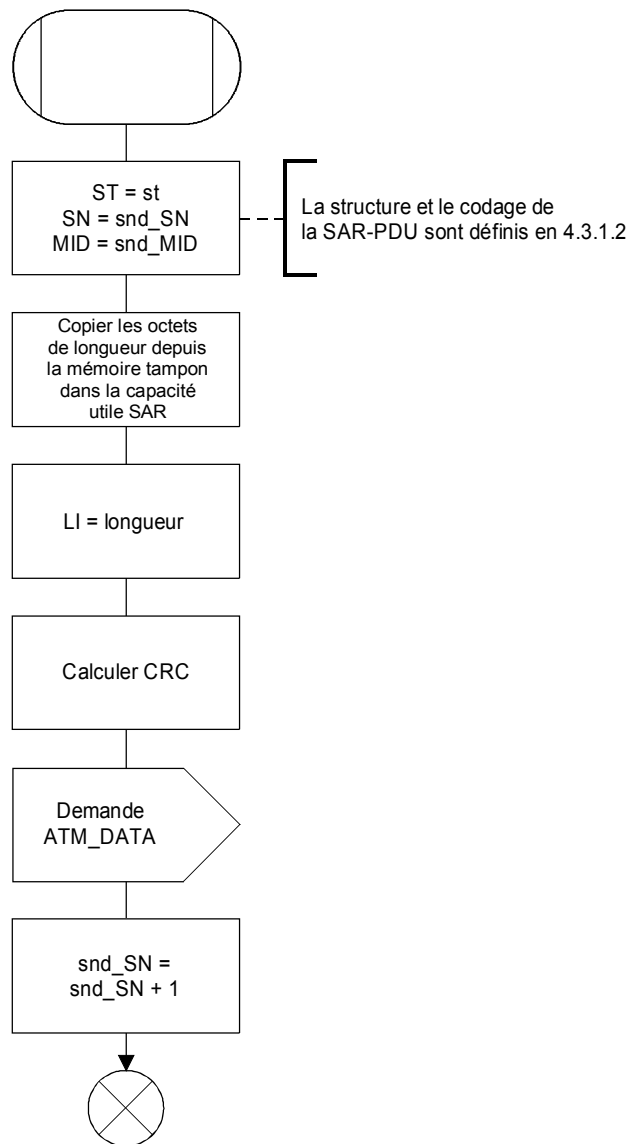 ST = st
SN = snd_SN
MID = snd_MID
La structure et le codage de
la SAR-PDU sont définis en 4.3.1.2
Copier les octets
de longueur depuis
la mémoire tampon
dans la capacité
utile SAR
LI = longueur
Calculer CRC
Demande
ATM_DATA
snd_SN =
snd_SN + 1